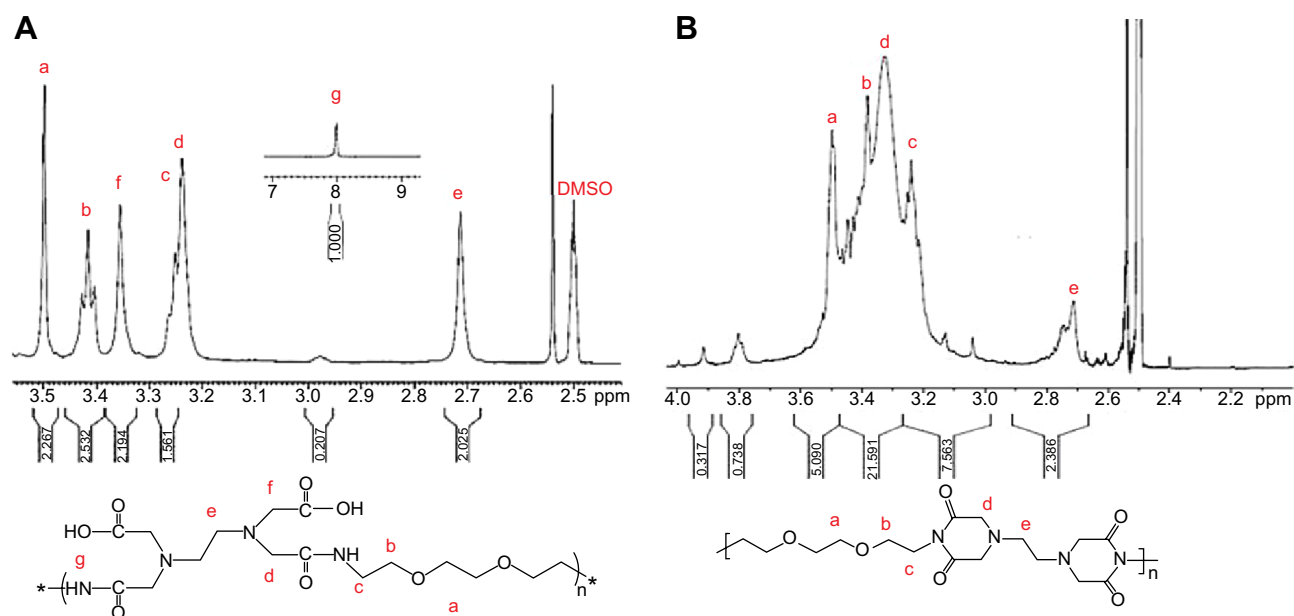 A
a
b
f
c
d
g
7 8 9
1.000
e
DMSO
3.5 3.4 3.3 3.2 3.1 3.0 2.9 2.8 2.7 2.6 2.5 ppm
2.267 2.532 2.194 1.561 0.207 2.025
f
O
C
OH
e
O
C
HO
N
N
g
* ( HN
C
O
d
C
O
NH
c
b
O
a
O
n
*
B
a
b
d
c
e
4.0 3.8 3.6 3.4 3.2 3.0 2.8 2.6 2.4 2.2 ppm
0.317 0.738 5.090 21.591 7.563 2.386
a
b
c
O
O
N
O
O
d
N
e
N
O
O
N
n